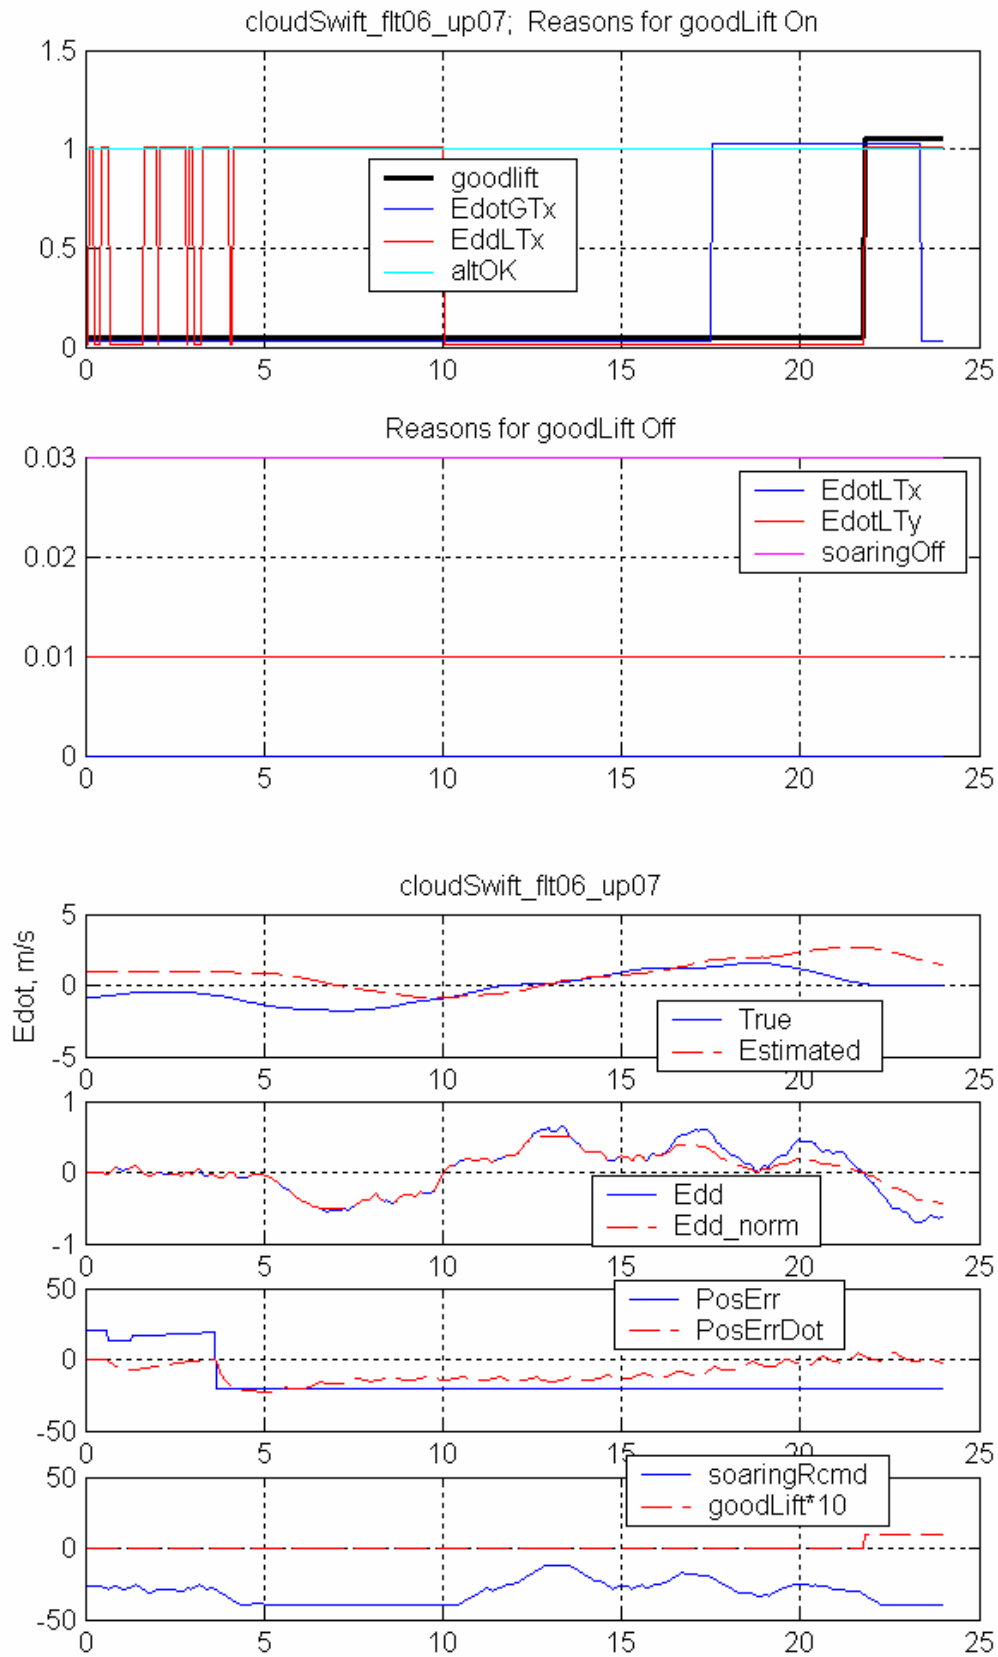 cloudSwift_flt06_up07;  Reasons for goodLift On
1.5
1
0.5
0
goodlift
EdotGTx
EddLTx
altOK
0 5 10 15 20 25
Reasons for goodLift Off
0.03
0.02
0.01
0
EdotLTx
EdotLTy
soaringOff
0 5 10 15 20 25
cloudSwift_flt06_up07
Edot, m/s
5
0
-5
True
Estimated
0 5 10 15 20 25
1
0
-1
Edd
Edd_norm
0 5 10 15 20 25
50
0
-50
PosErr
PosErrDot
0 5 10 15 20 25
50
0
-50
soaringRcmd
goodLift*10
0 5 10 15 20 25